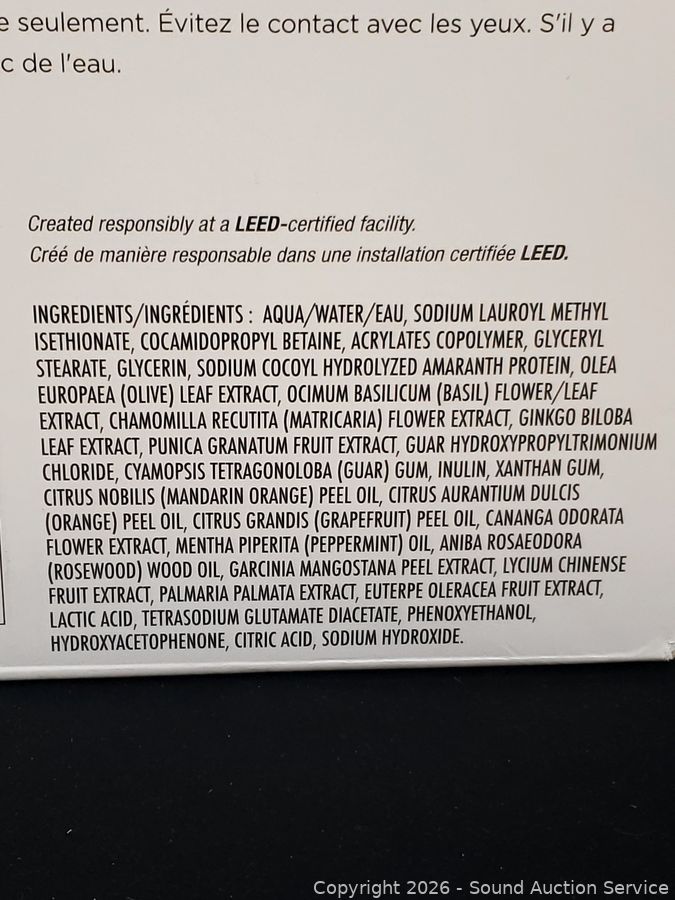 e seulement. Évitez le contact avec les yeux. S'il y a
c de l'eau.
Created responsibly at a LEED-certified facility.
Créé de manière responsable dans une installation certifiée LEED.
INGREDIENTS/INGRÉDIENTS : AQUA/WATER/EAU, SODIUM LAUROYL METHYL
ISETHIONATE, COCAMIDOPROPYL BETAINE, ACRYLATES COPOLYMER, GLYCERYL
STEARATE, GLYCERIN, SODIUM COCOYL HYDROLYZED AMARANTH PROTEIN, OLEA
EUROPAEA (OLIVE) LEAF EXTRACT, OCIMUM BASILICUM (BASIL) FLOWER/LEAF
EXTRACT, CHAMOMILLA RECUTITA (MATRICARIA) FLOWER EXTRACT, GINKGO BILOBA
LEAF EXTRACT, PUNICA GRANATUM FRUIT EXTRACT, GUAR HYDROXYPROPYLTRIMONIUM
CHLORIDE, CYAMOPSIS TETRAGONOLOBA (GUAR) GUM, INULIN, XANTHAN GUM,
CITRUS NOBILIS (MANDARIN ORANGE) PEEL OIL, CITRUS AURANTIUM DULCIS
(ORANGE) PEEL OIL, CITRUS GRANDIS (GRAPEFRUIT) PEEL OIL, CANANGA ODORATA
FLOWER EXTRACT, MENTHA PIPERITA (PEPPERMINT) OIL, ANIBA ROSAEODORA
(ROSEWOOD) WOOD OIL, GARCINIA MANGOSTANA PEEL EXTRACT, LYCIUM CHINENSE
FRUIT EXTRACT, PALMARIA PALMATA EXTRACT, EUTERPE OLERACEA FRUIT EXTRACT,
LACTIC ACID, TETRASODIUM GLUTAMATE DIACETATE, PHENOXYETHANOL,
HYDROXYACETOPHENONE, CITRIC ACID, SODIUM HYDROXIDE.
Copyright 2026 - Sound Auction Service